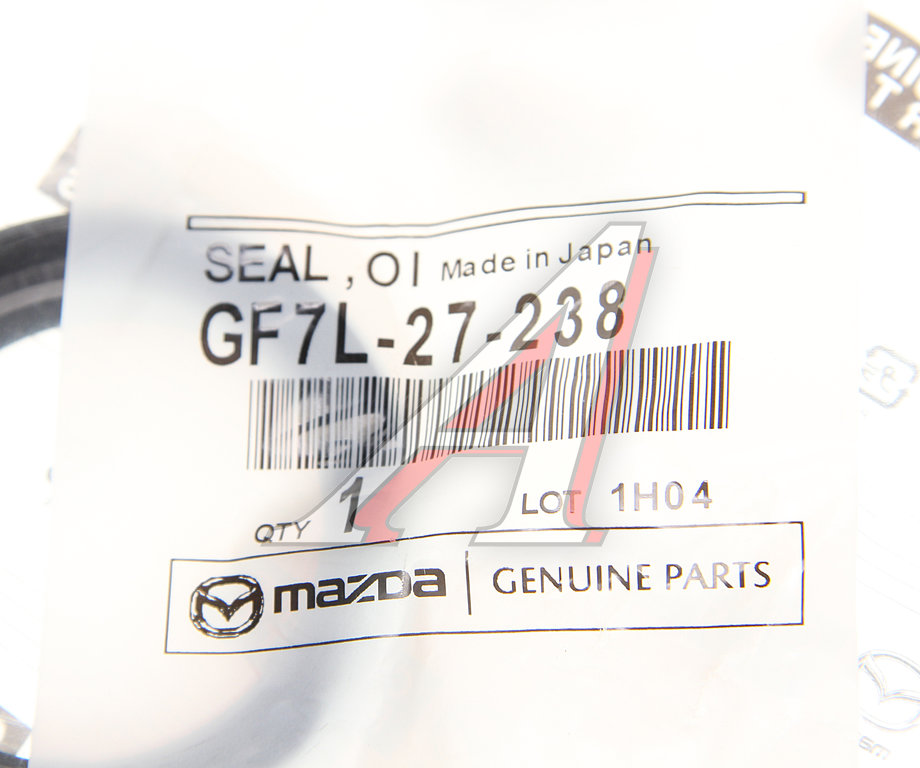 SEAL ,OI Made in Japan
GF7L-27-238
QTY 1 LOT 1H04
mazda GENUINE PARTS